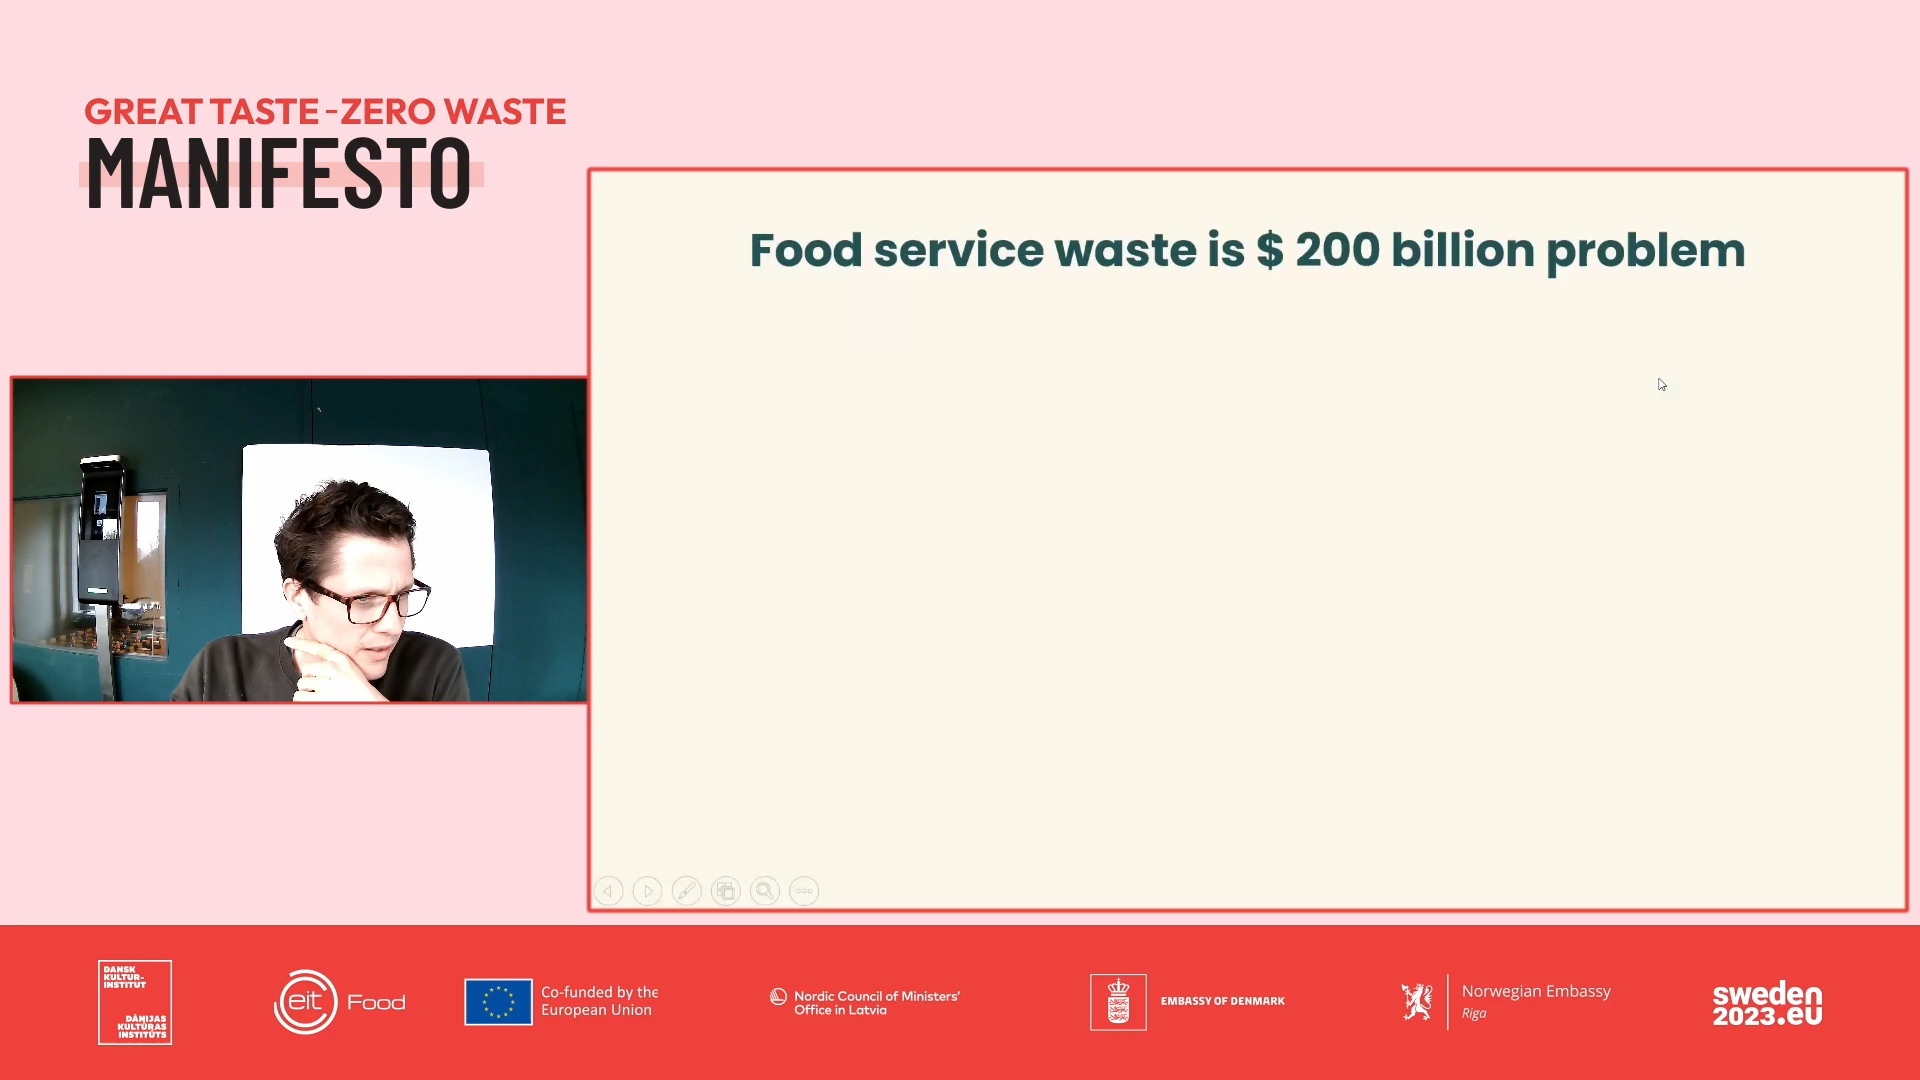 GREAT TASTE - ZERO WASTE
MANIFESTO
Food service waste is $ 200 billion problem
DANSK
KULTUR-
INSTITUT
DĀNIJAS
KULTŪRAS
INSTITŪTS
eit Food
Co-funded by the
European Union
Nordic Council of Ministers'
Office in Latvia
EMBASSY OF DENMARK
Norwegian Embassy
Riga
sweden
2023.eu